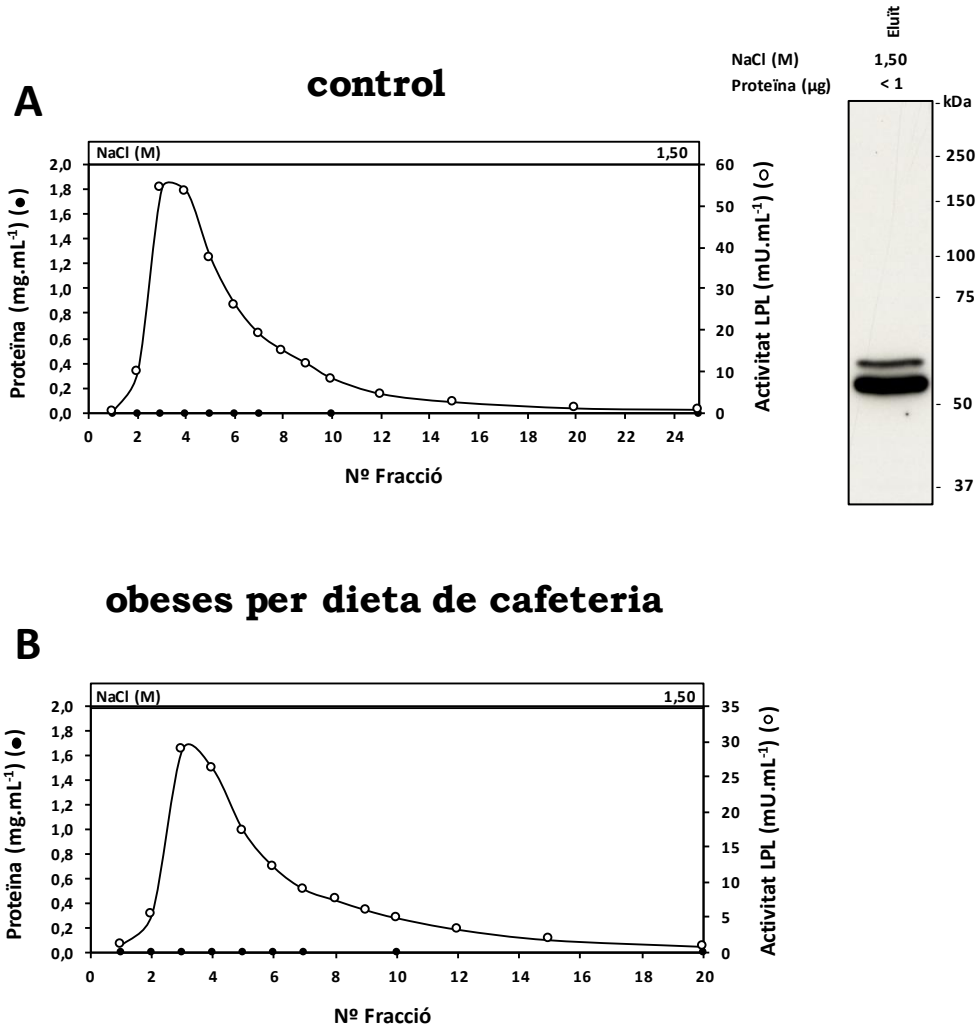 Eluït
NaCl (M) 1,50
Proteïna (µg) < 1
control
A
kDa
250
150
100
75
50
37
NaCl (M) 1,50
2,0
1,8
1,6
1,4
1,2
1,0
0,8
0,6
0,4
0,2
0,0
Proteïna (mg.mL-1) (●)
60
50
40
30
20
10
0
Activitat LPL (mU.mL-1) (○)
0 2 4 6 8 10 12 14 16 18 20 22 24
Nº Fracció
obeses per dieta de cafeteria
B
NaCl (M) 1,50
2,0
1,8
1,6
1,4
1,2
1,0
0,8
0,6
0,4
0,2
0,0
Proteïna (mg.mL-1) (●)
35
30
25
20
15
10
5
0
Activitat LPL (mU.mL-1) (○)
0 2 4 6 8 10 12 14 16 18 20
Nº Fracció